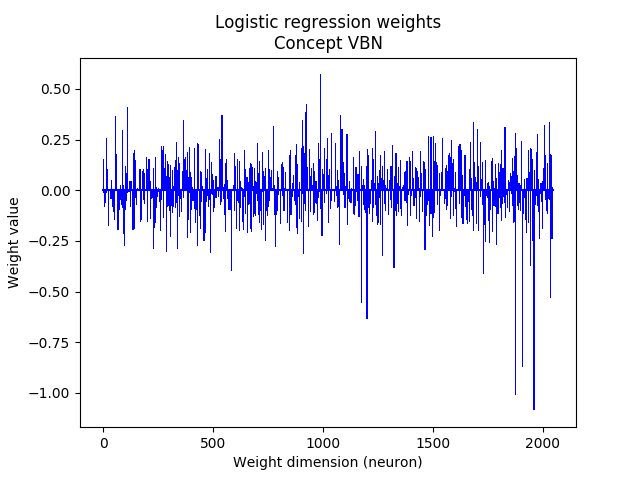 Logistic regression weights
Concept VBN
0.50
0.25
0.00
−0.25
−0.50
−0.75
−1.00
Weight value
0 500 1000 1500 2000
Weight dimension (neuron)